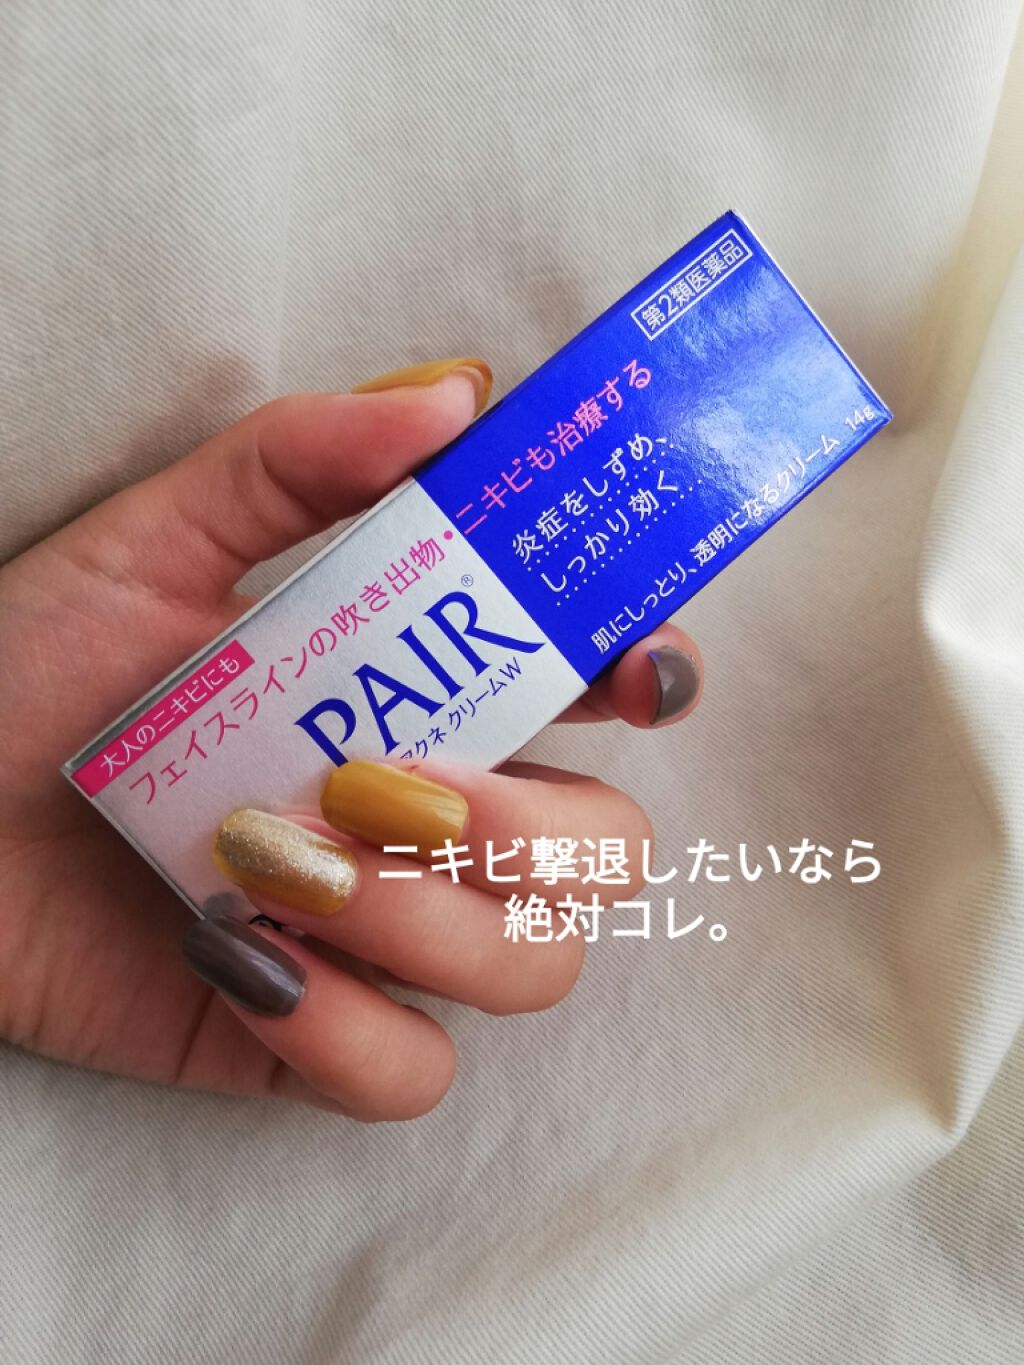 第2類医薬品
大人のニキビにも
フェイスラインの吹き出物・ニキビも治療する
炎症をしずめ、
しっかり効く
PAIR®
アクネクリームW
肌にしっとり、透明になるクリーム 14g
ニキビ撃退したいなら
絶対コレ。